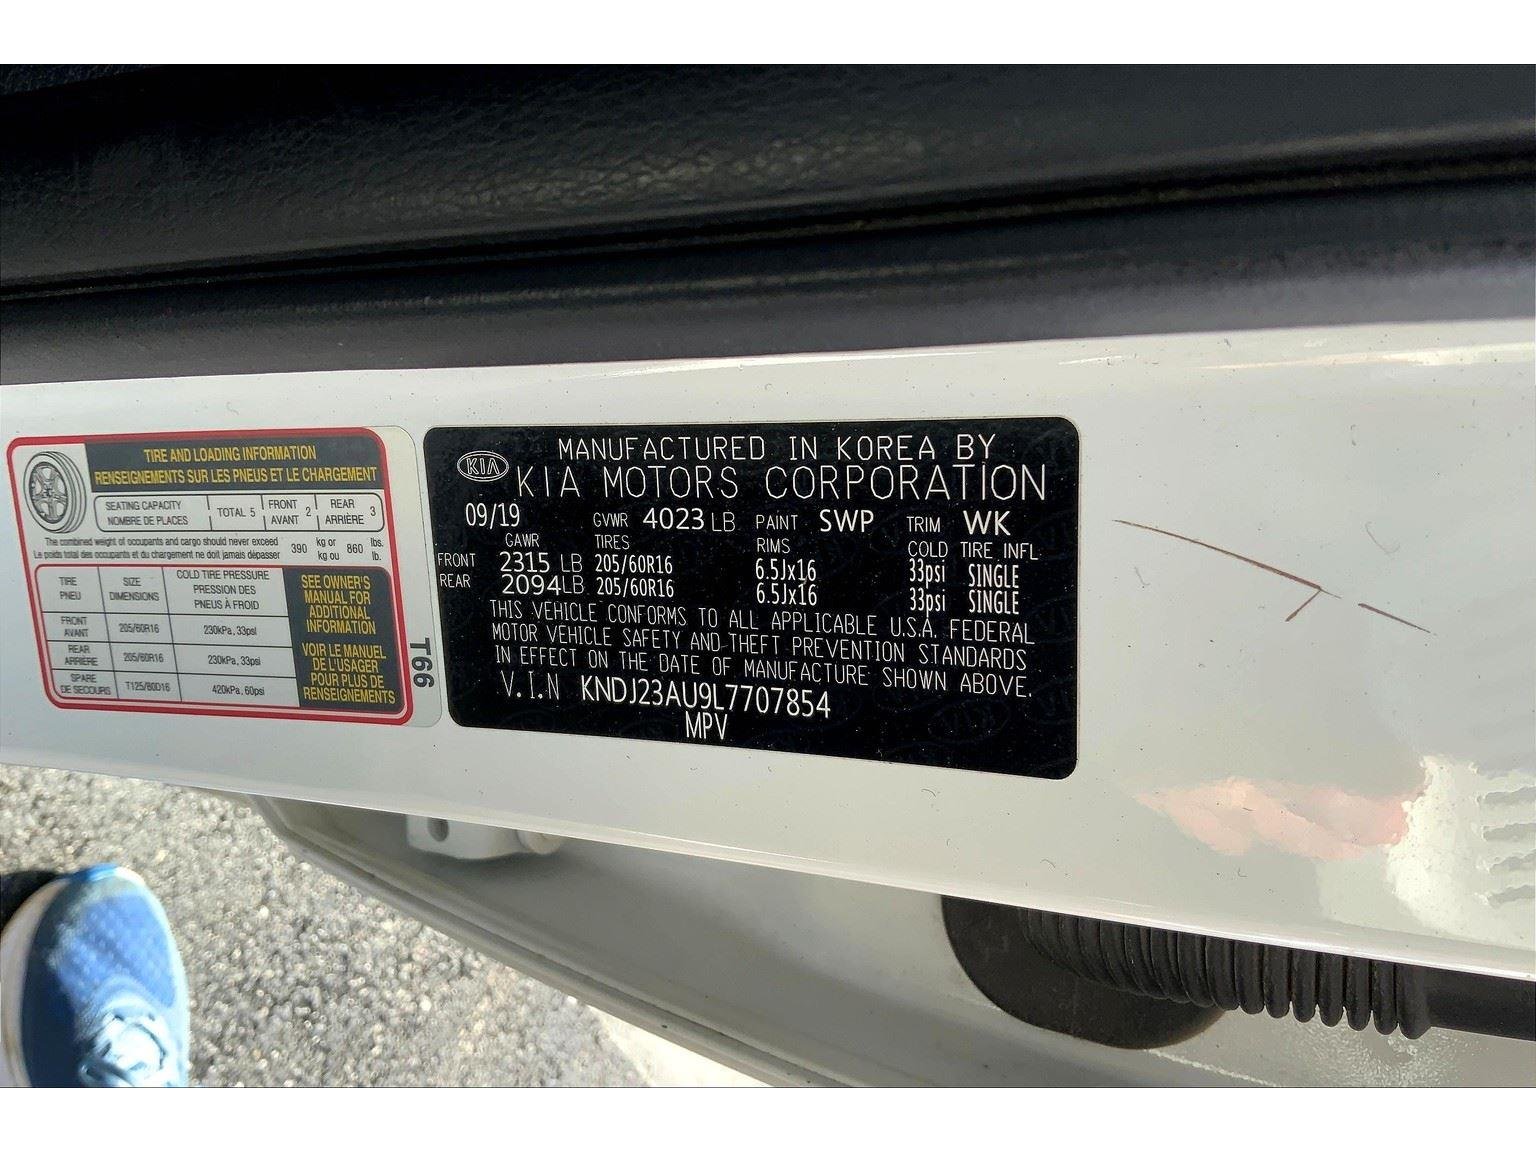 TIRE AND LOADING INFORMATION
RENSEIGNEMENTS SUR LES PNEUS ET LE CHARGEMENT
SEATING CAPACITY
NOMBRE DE PLACES
TOTAL 5
FRONT
AVANT
2
REAR
ARRIÈRE
3
The combined weight of occupants and cargo should never exceed
Le poids total des occupants et du chargement ne doit jamais dépasser
390
kg or
kg ou
860
lbs.
lb.
TIRE
PNEU
SIZE
DIMENSIONS
COLD TIRE PRESSURE
PRESSION DES
PNEUS À FROID
FRONT
AVANT
205/60R16
230kPa, 33psi
REAR
ARRIÈRE
205/60R16
230kPa, 33psi
SPARE
DE SECOURS
T125/80D16
420kPa, 60psi
SEE OWNER'S
MANUAL FOR
ADDITIONAL
INFORMATION
VOIR LE MANUEL
DE L'USAGER
POUR PLUS DE
RENSEIGNEMENTS
T66
KIA
MANUFACTURED IN KOREA BY
KIA MOTORS CORPORATION
09/19 GVWR 4023 LB PAINT SWP TRIM WK
GAWR TIRES RIMS COLD TIRE INFL
FRONT 2315 LB 205/60R16 6.5Jx16 33psi SINGLE
REAR 2094LB 205/60R16 6.5Jx16 33psi SINGLE
THIS VEHICLE CONFORMS TO ALL APPLICABLE U.S.A. FEDERAL
MOTOR VEHICLE SAFETY AND THEFT PREVENTION STANDARDS
IN EFFECT ON THE DATE OF MANUFACTURE SHOWN ABOVE.
V.I.N KNDJ23AU9L7707854
MPV